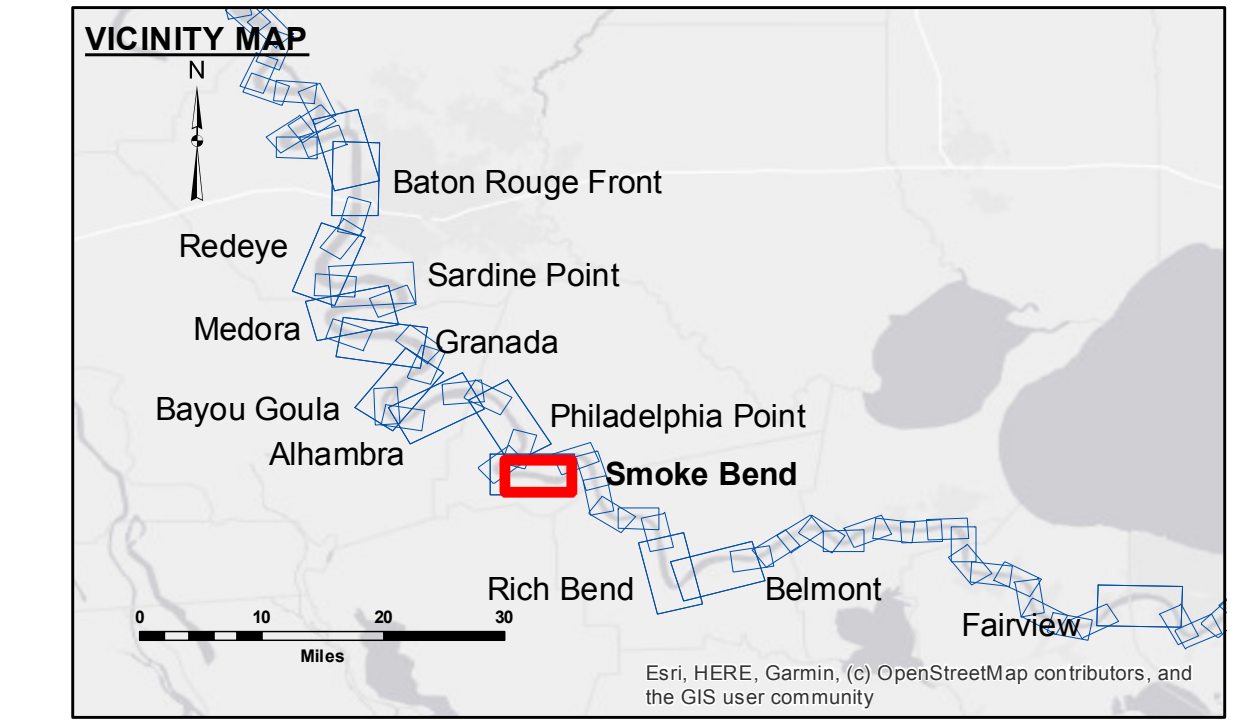 VICINITY MAP
N
Baton Rouge Front
Redeye
Sardine Point
Medora
Granada
Bayou Goula
Philadelphia Point
Alhambra
Smoke Bend
Rich Bend
Belmont
Fairview
0 10 20 30
Miles
Esri, HERE, Garmin, (c) OpenStreetMap contributors, and
the GIS user community